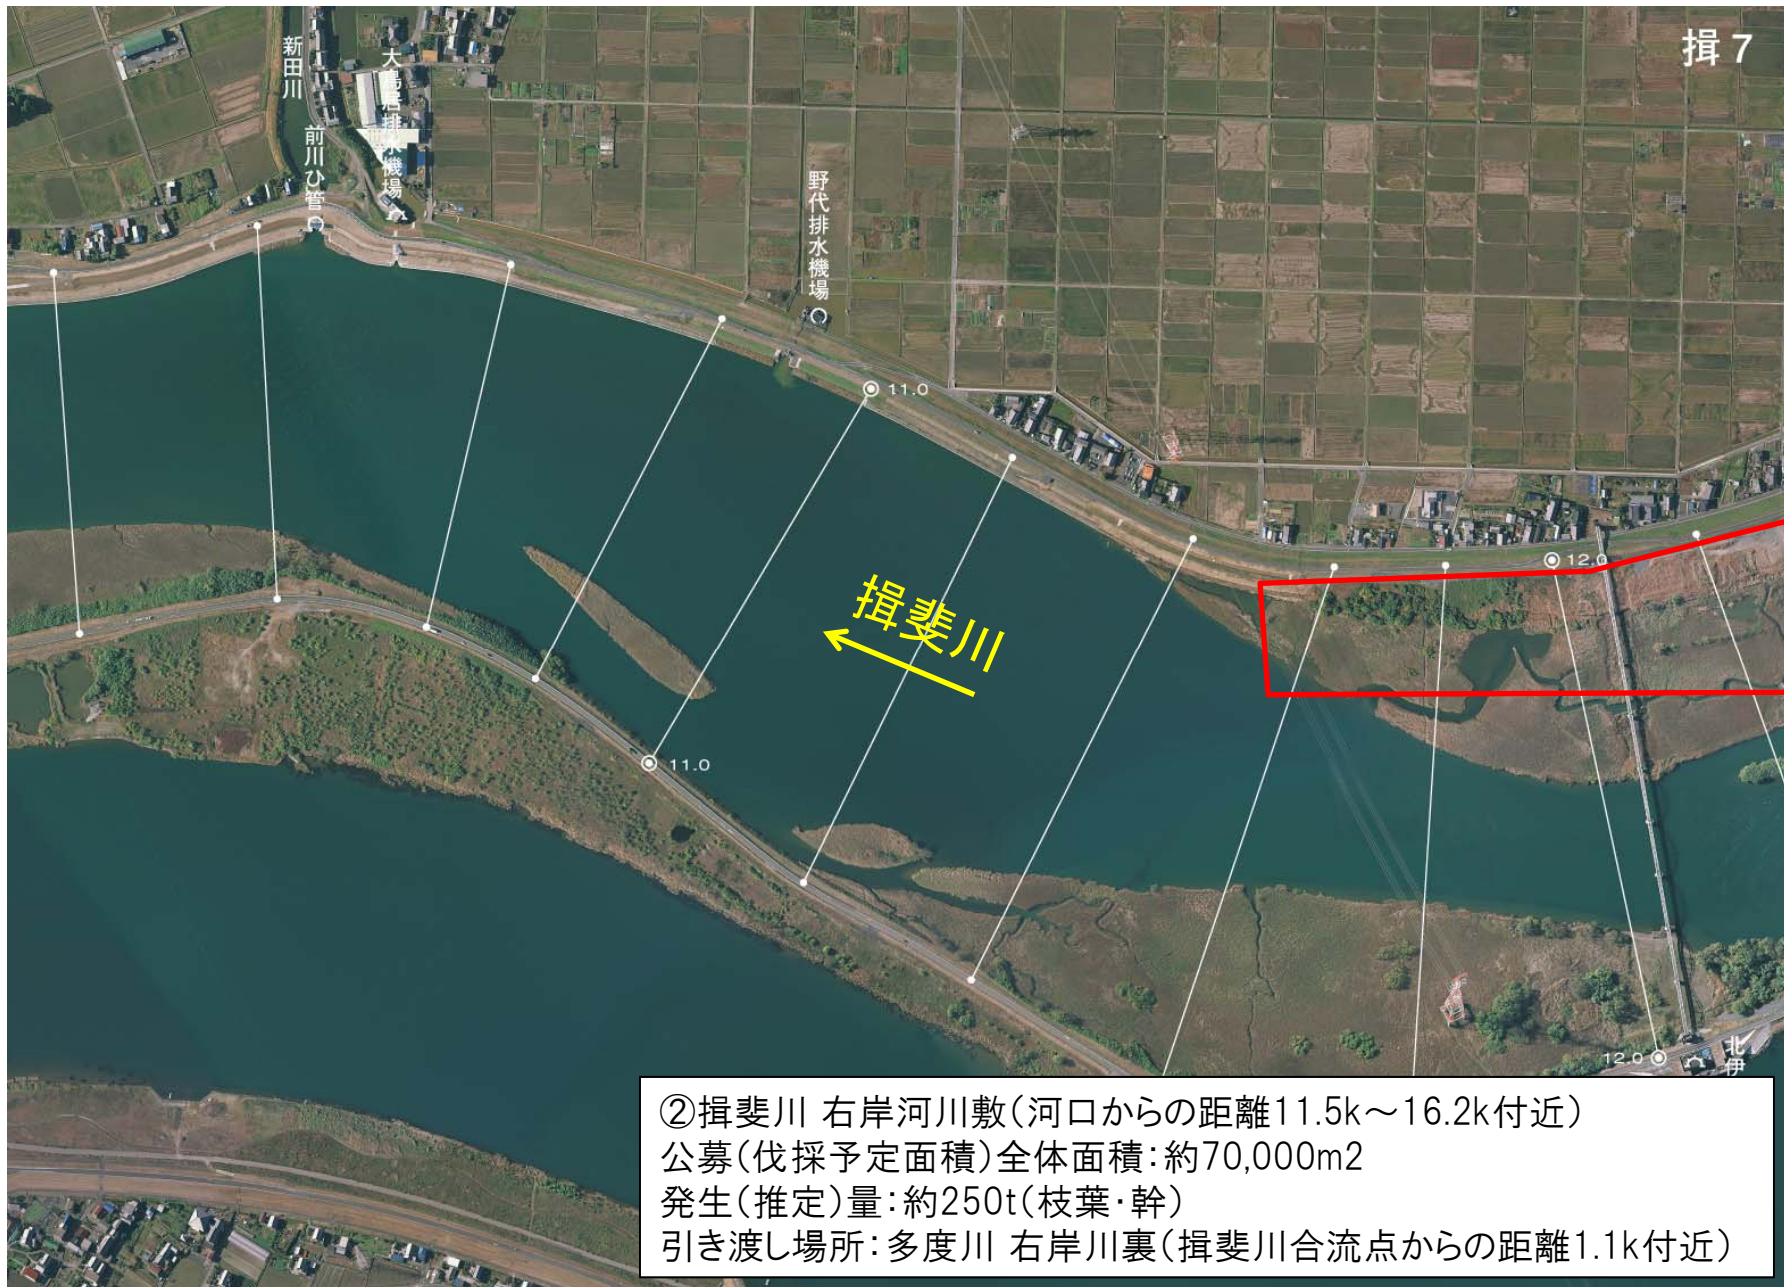 揖7
新田川
前川ひ管
大鳥居排水機場
野代排水機場
11.0
12.0
揖斐川
11.0
12.0
北伊
②揖斐川 右岸河川敷(河口からの距離11.5k～16.2k付近)
公募(伐採予定面積)全体面積:約70,000m2
発生(推定)量:約250t(枝葉・幹)
引き渡し場所:多度川 右岸川裏(揖斐川合流点からの距離1.1k付近)